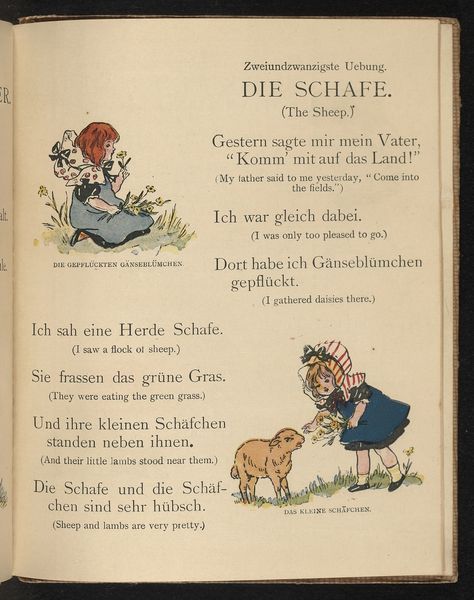 Zweiundzwanzigste Uebung.
DIE SCHAFE.
(The Sheep.)
Gestern sagte mir mein Vater,
“Komm' mit auf das Land!”
(My father said to me yesterday, “Come into
the fields.”)
Ich war gleich dabei.
(I was only too pleased to go.)
Dort habe ich Gänseblümchen
gepflückt.
(I gathered daisies there.)
DIE GEPFLÜCKTEN GÄNSEBLÜMCHEN.
Ich sah eine Herde Schafe.
(I saw a flock of sheep.)
Sie frassen das grüne Gras.
(They were eating the green grass.)
Und ihre kleinen Schäfchen
standen neben ihnen.
(And their little lambs stood near them.)
Die Schafe und die Schäf-
chen sind sehr hübsch.
(Sheep and lambs are very pretty.)
DAS KLEINE SCHÄFCHEN.